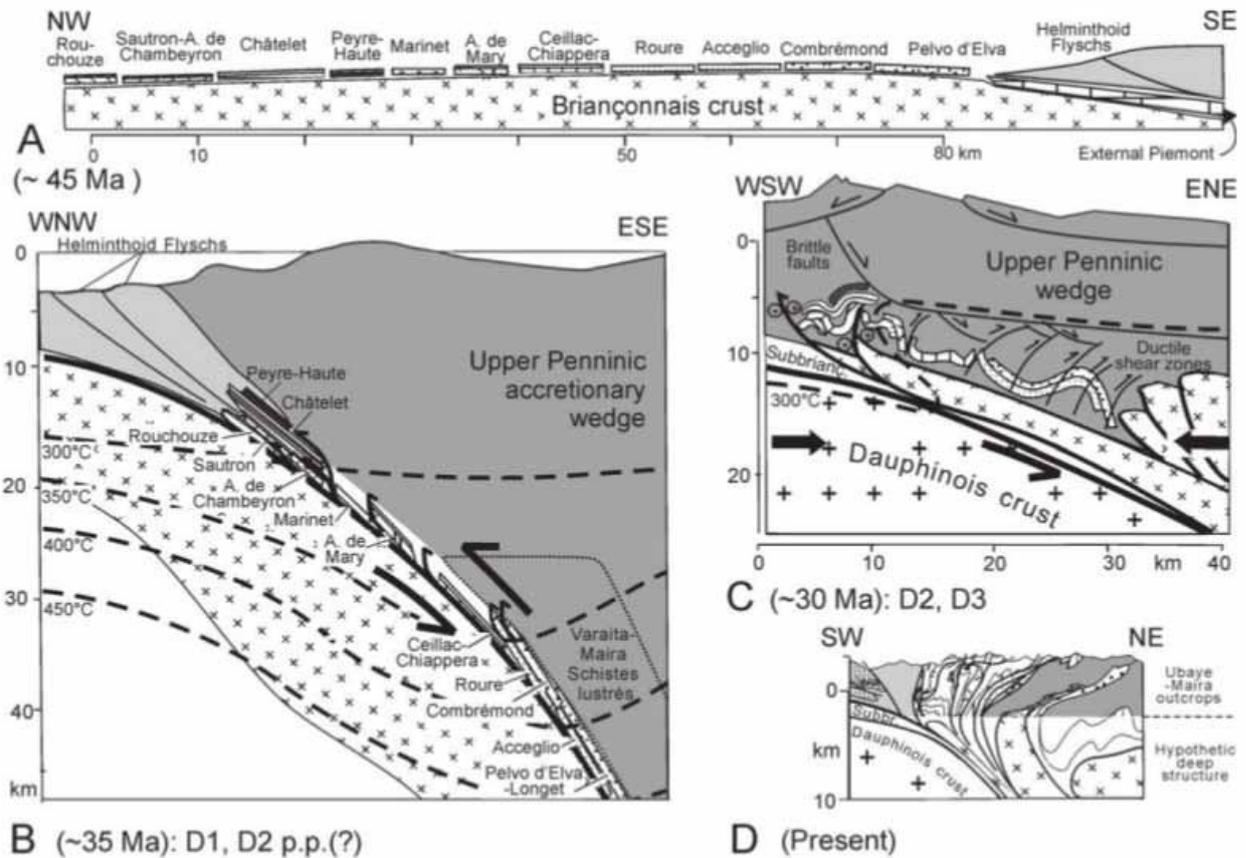 NW
SE
Rou-
chouze
Sautron-A. de
Chambeyron
Châtelet
Peyre-
Haute
Marinet
A. de
Mary
Ceillac-
Chiappera
Roure
Acceglio
Combrémond
Pelvo d'Elva
Helminthoid
Flyschs
Briançonnais crust
A
(~ 45 Ma )
0
10
50
80 km
External Piemont
WNW
ESE
Helminthoid Flyschs
0
10
20
30
40
km
Upper Penninic
accretionary
wedge
Peyre-Haute
Châtelet
Rouchouze
Sautron
A. de
Chambeyron
Marinet
A. de
Mary
300°C
350°C
400°C
450°C
Ceillac-
Chiappera
Roure
Combrémond
Acceglio
Pelvo d'Elva
-Longet
Varaita-
Maira
Schistes
lustrés
B (~35 Ma): D1, D2 p.p.(?)
WSW
ENE
0
10
20
Brittle
faults
Upper Penninic
wedge
Ductile
shear zones
Subbrianc.
300°C
Dauphinois crust
0
10
20
30
km
40
C (~30 Ma): D2, D3
SW
NE
0
km
10
Subbr.
Dauphinois crust
Ubaye
-Maira
outcrops
Hypothetic
deep
structure
D (Present)